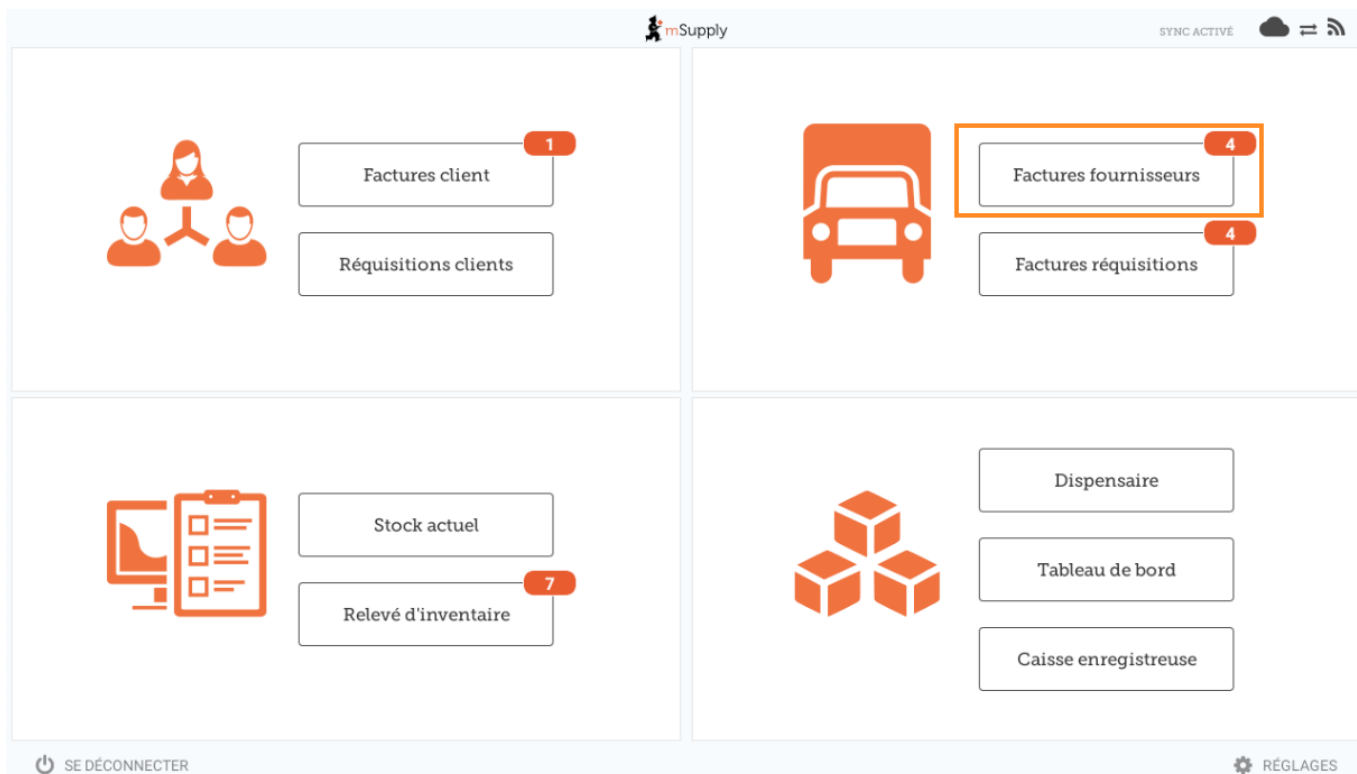 mSupply
SYNC ACTIVÉ
1
Factures client
Réquisitions clients
4
Factures fournisseurs
4
Factures réquisitions
Stock actuel
7
Relevé d'inventaire
Dispensaire
Tableau de bord
Caisse enregistreuse
SE DÉCONNECTER
RÉGLAGES